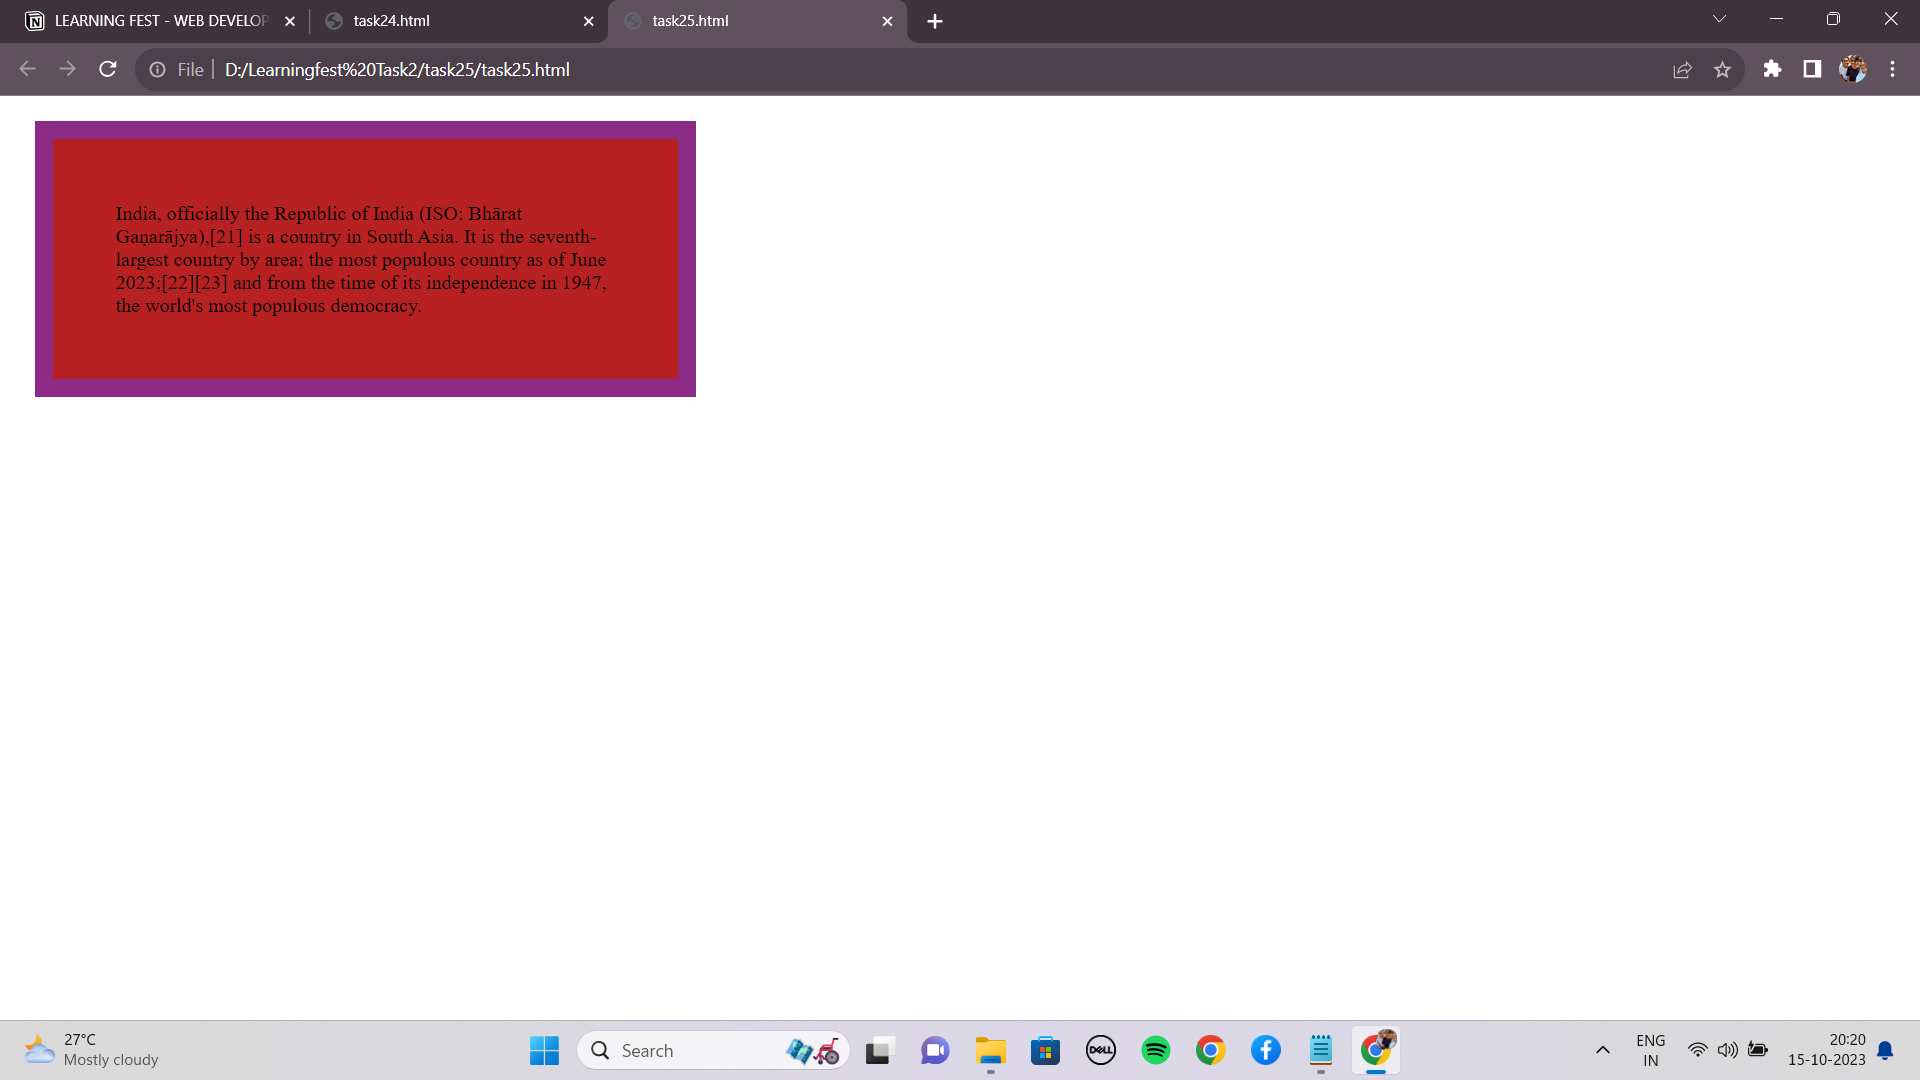 LEARNING FEST - WEB DEVELOP
task24.html
task25.html
File
D:/Learningfest%20Task2/task25/task25.html
India, officially the Republic of India (ISO: Bhārat
Gaṇarājya),[21] is a country in South Asia. It is the seventh-
largest country by area; the most populous country as of June
2023;[22][23] and from the time of its independence in 1947,
the world's most populous democracy.
27°C
Mostly cloudy
Search
DELL
ENG
IN
20:20
15-10-2023